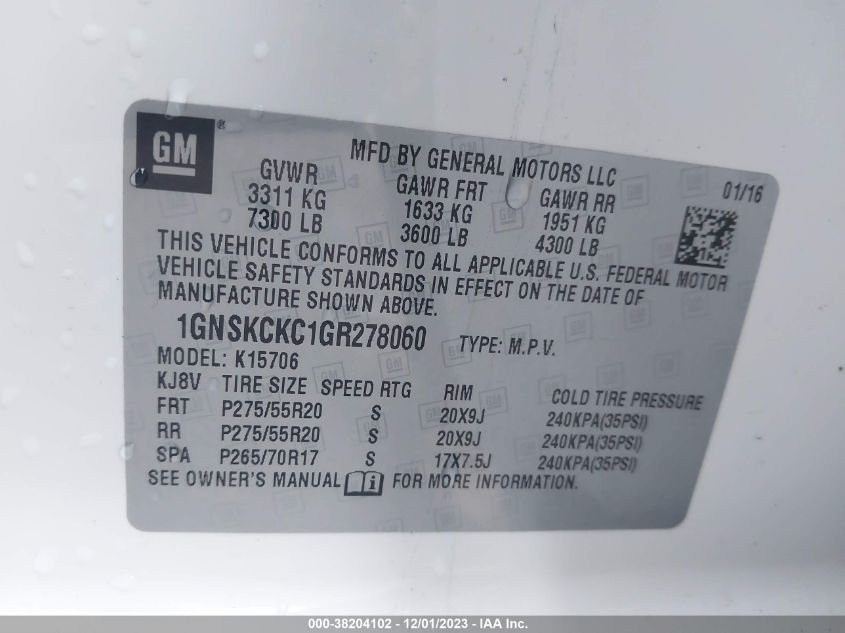 GM ®
MFD BY GENERAL MOTORS LLC
01/16
GVWR GAWR FRT GAWR RR
3311 KG 1633 KG 1951 KG
7300 LB 3600 LB 4300 LB
THIS VEHICLE CONFORMS TO ALL APPLICABLE U.S. FEDERAL MOTOR
VEHICLE SAFETY STANDARDS IN EFFECT ON THE DATE OF
MANUFACTURE SHOWN ABOVE.
1GNSKCKC1GR278060 TYPE: M.P.V.
MODEL: K15706
KJ8V TIRE SIZE SPEED RTG RIM COLD TIRE PRESSURE
FRT P275/55R20 S 20X9J 240KPA(35PSI)
RR P275/55R20 S 20X9J 240KPA(35PSI)
SPA P265/70R17 S 17X7.5J 240KPA(35PSI)
SEE OWNER'S MANUAL i FOR MORE INFORMATION.
000-38204102 - 12/01/2023 - IAA Inc.